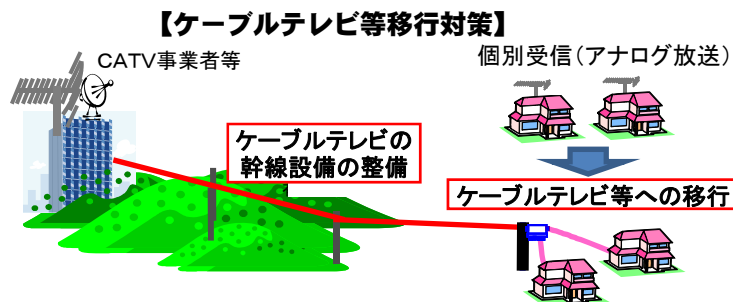 【ケーブルテレビ等移行対策】
CATV事業者等
個別受信(アナログ放送)
ケーブルテレビの
幹線設備の整備
ケーブルテレビ等への移行